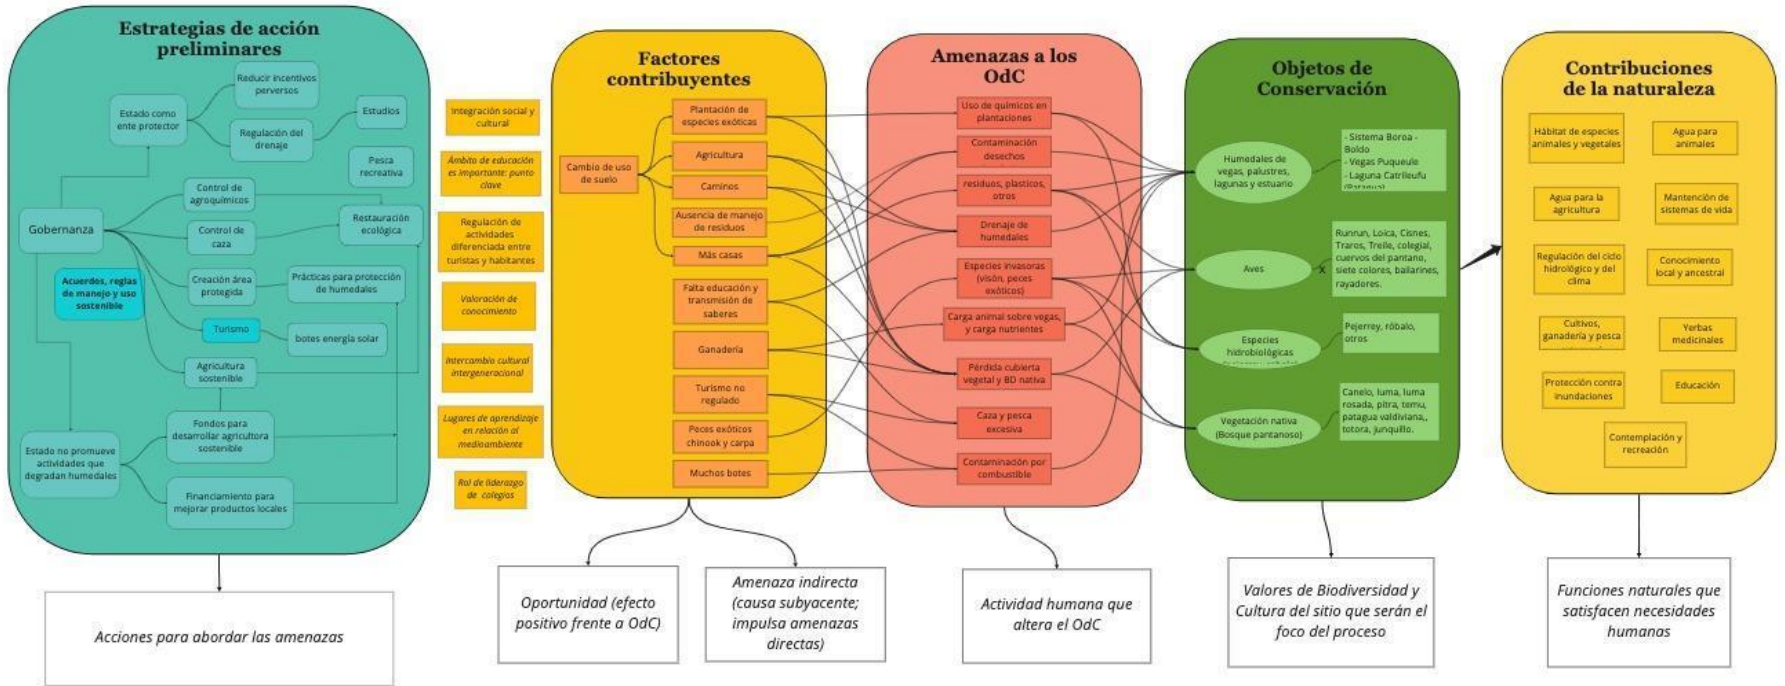 Estrategias de acción
preliminares
Reducir incentivos
perversos
Estado como
ente protector
Estudios
Regulación del
drenaje
Pesca
recreativa
Control de
agroquímicos
Restauración
ecológica
Gobernanza
Control de
caza
Acuerdos, reglas
de manejo y uso
sostenible
Creación área
protegida
Prácticas para protección
de humedales
Turismo
botes energía solar
Agricultura
sostenible
Fondos para
desarrollar agricultora
sostenible
Estado no promueve
actividades que
degradan humedales
Financiamiento para
mejorar productos locales
Acciones para abordar las amenazas
Integración social y
cultural
Ámbito de educación
es importante: punto
clave
Regulación de
actividades
diferenciada entre
turistas y habitantes
Valoración de
conocimiento
Intercambio cultural
intergeneracional
Lugares de aprendizaje
en relación al
medioambiente
Rol de liderazgo
de colegios
Factores
contribuyentes
Cambio de uso
de suelo
Plantación de
especies exóticas
Agricultura
Caminos
Ausencia de manejo
de residuos
Más casas
Falta educación y
transmisión de
saberes
Ganadería
Turismo no
regulado
Peces exóticos
chinook y carpa
Muchos botes
Oportunidad (efecto
positivo frente a OdC)
Amenaza indirecta
(causa subyacente;
impulsa amenazas
directas)
Amenazas a los
OdC
Uso de químicos en
plantaciones
Contaminación
desechos
residuos, plasticos,
otros
Drenaje de
humedales
Especies invasoras
(visón, peces
exóticos)
Carga animal sobre vegas,
y carga nutrientes
Pérdida cubierta
vegetal y BD nativa
Caza y pesca
excesiva
Contaminación por
combustible
Actividad humana que
altera el OdC
Objetos de
Conservación
Humedales de
vegas, palustres,
lagunas y estuario
- Sistema Boroa -
Boldo
- Vegas Puqueule
- Laguna Catrileufu
Aves
X
Runrun, Loica, Cisnes,
Traros, Treile, colegial,
cuervos del pantano,
siete colores, bailarines,
rayadores.
Especies
hidrobiológicas
Pejerrey, róbalo,
otros
Vegetación nativa
(Bosque pantanoso)
Canelo, luma, luma
rosada, pitra, temu,
patagua valdiviana,,
totora, junquillo.
Valores de Biodiversidad y
Cultura del sitio que serán el
foco del proceso
Contribuciones
de la naturaleza
Hábitat de especies
animales y vegetales
Agua para
animales
Agua para la
agricultura
Mantención de
sistemas de vida
Regulación del ciclo
hidrológico y del
clima
Conocimiento
local y ancestral
Cultivos,
ganadería y pesca
Yerbas
medicinales
Protección contra
inundaciones
Educación
Contemplación y
recreación
Funciones naturales que
satisfacen necesidades
humanas